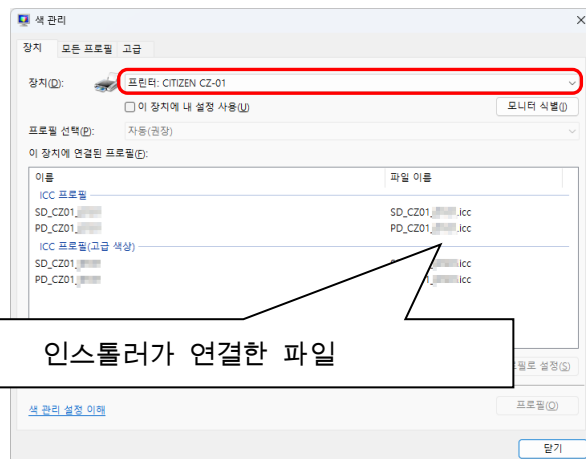 색 관리
장치 모든 프로필 고급
장치(D): 프린터: CITIZEN CZ-01
이 장치에 내 설정 사용(U) 모니터 식별(I)
프로필 선택(P): 자동(권장)
이 장치에 연결된 프로필(F):
이름 파일 이름
ICC 프로필
SD_CZ01_ SD_CZ01_ .icc
PD_CZ01_ PD_CZ01_ .icc
ICC 프로필(고급 색상)
SD_CZ01_ icc
PD_CZ01_ icc
인스톨러가 연결한 파일
설정(S)
색 관리 설정 이해 프로필(O)
닫기